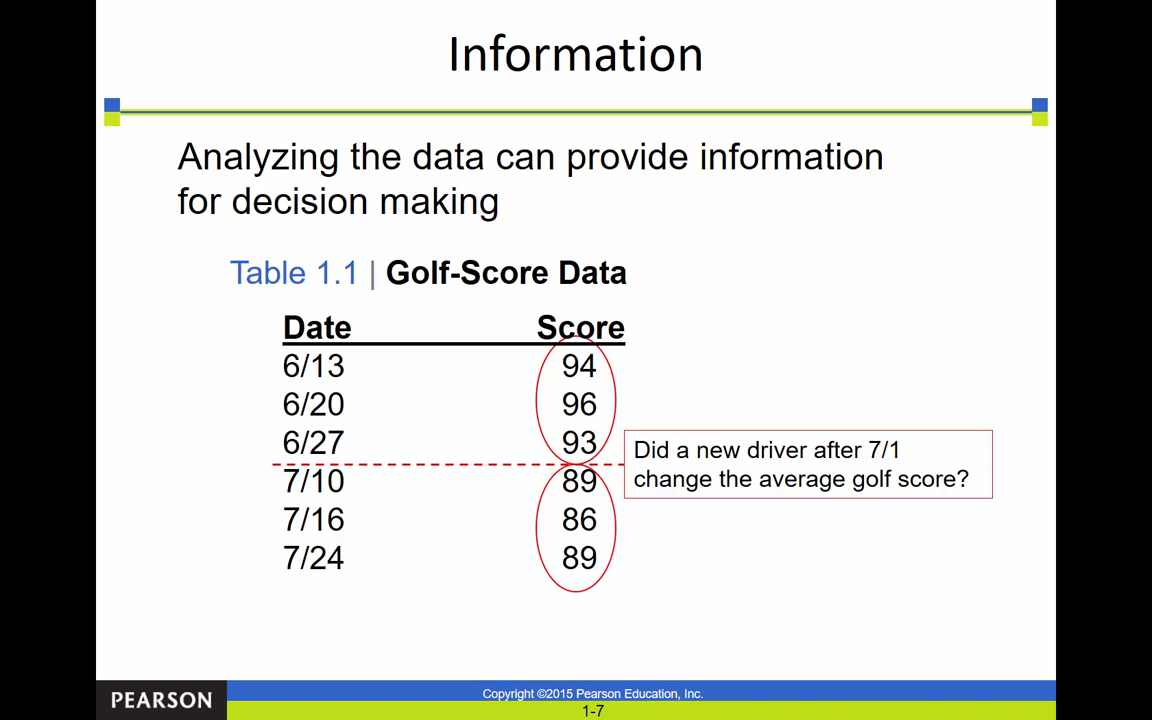 Information
Analyzing the data can provide information
for decision making
Table 1.1 | Golf-Score Data
Date Score
6/13 94
6/20 96
6/27 93
Did a new driver after 7/1
change the average golf score?
7/10 89
7/16 86
7/24 89
PEARSON
Copyright ©2015 Pearson Education, Inc.
1-7